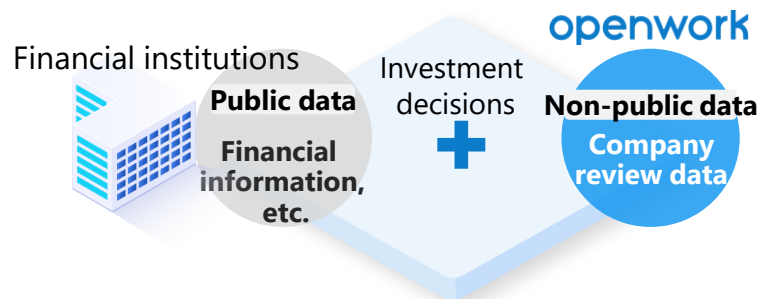 openwork
Financial institutions
Investment
decisions
Public data
Non-public data
Financial
information,
etc.
Company
review data